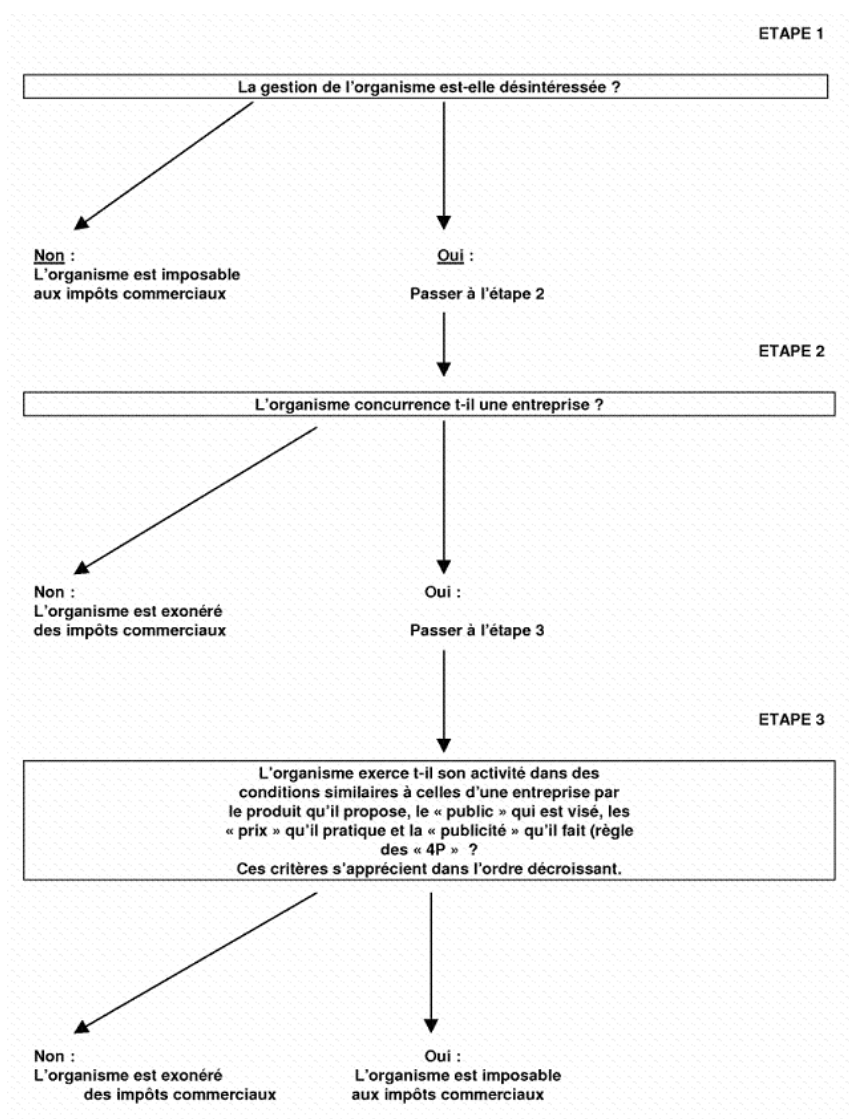 ETAPE 1
La gestion de l'organisme est-elle désintéressée ?
Non :
L'organisme est imposable
aux impôts commerciaux
Oui :
Passer à l'étape 2
ETAPE 2
L'organisme concurrence t-il une entreprise ?
Non :
L'organisme est exonéré
des impôts commerciaux
Oui :
Passer à l'étape 3
ETAPE 3
L'organisme exerce t-il son activité dans des
conditions similaires à celles d'une entreprise par
le produit qu'il propose, le « public » qui est visé, les
« prix » qu'il pratique et la « publicité » qu'il fait (règle
des « 4P »  ?
Ces critères s'apprécient dans l'ordre décroissant.
Non :
L'organisme est exonéré
des impôts commerciaux
Oui :
L'organisme est imposable
aux impôts commerciaux